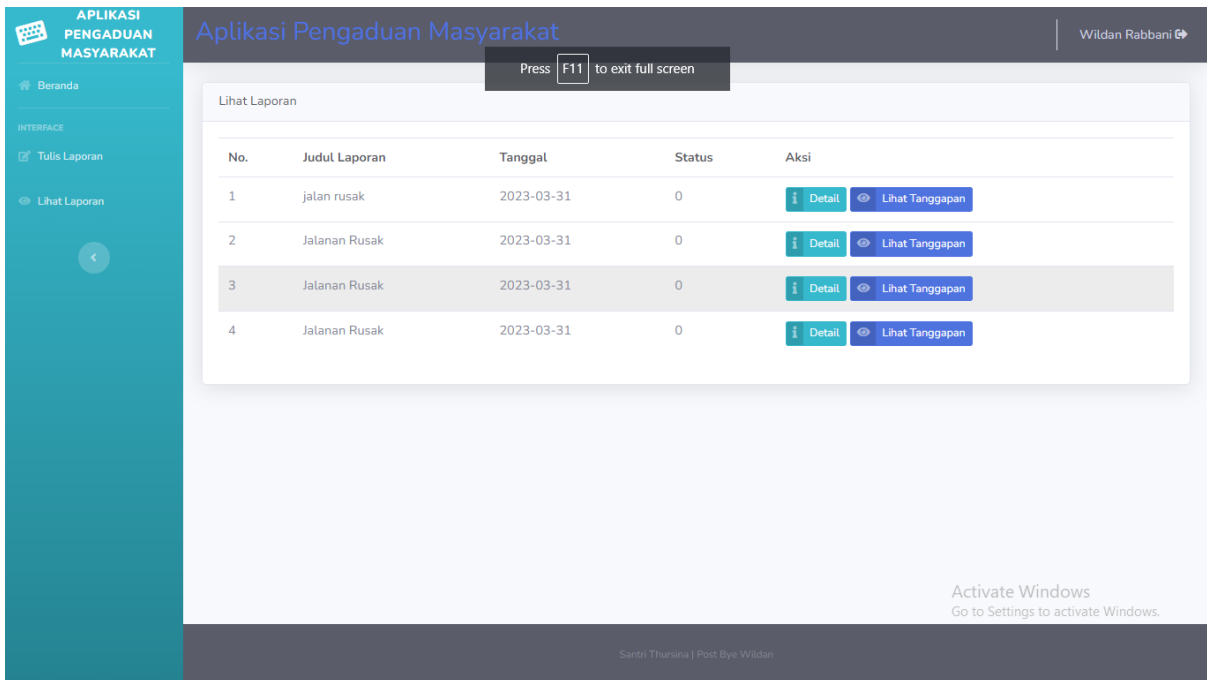 APLIKASI
PENGADUAN
MASYARAKAT
Beranda
INTERFACE
Tulis Laporan
Lihat Laporan
Aplikasi Pengaduan Masyarakat
Wildan Rabbani
Press F11 to exit full screen
Lihat Laporan
No. Judul Laporan Tanggal Status Aksi
1 jalan rusak 2023-03-31 0 Detail Lihat Tanggapan
2 Jalanan Rusak 2023-03-31 0 Detail Lihat Tanggapan
3 Jalanan Rusak 2023-03-31 0 Detail Lihat Tanggapan
4 Jalanan Rusak 2023-03-31 0 Detail Lihat Tanggapan
Activate Windows
Go to Settings to activate Windows.
Santri Thursina | Post Bye Wildan